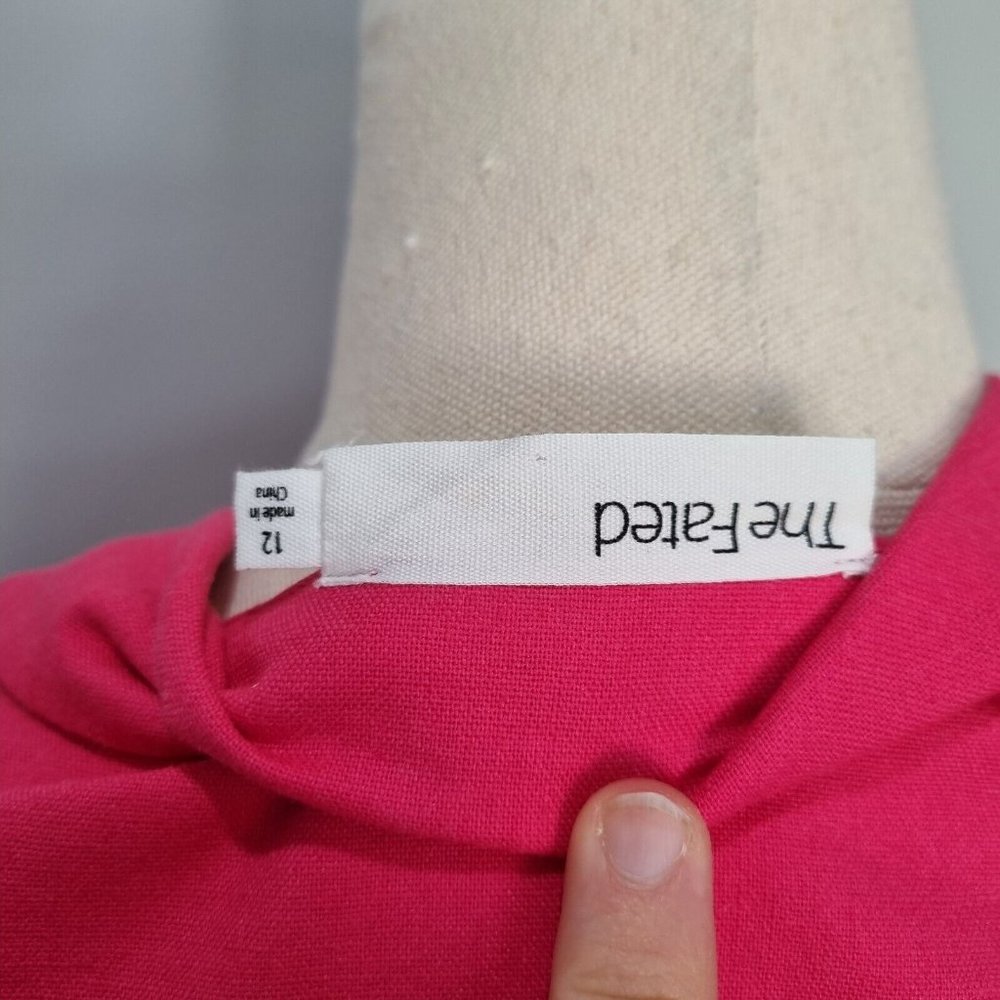 The Fated
12
made in
China